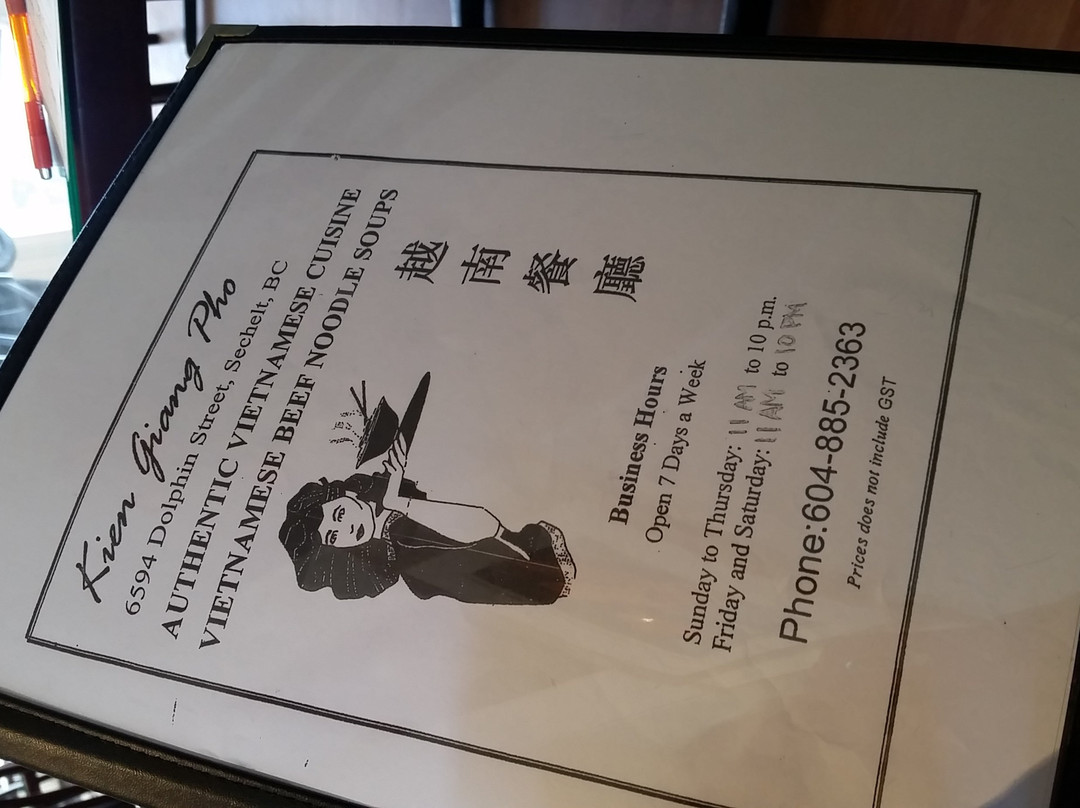 Kien Giang Pho
6594 Dolphin Street, Sechelt, BC
AUTHENTIC VIETNAMESE CUISINE
VIETNAMESE BEEF NOODLE SOUPS
越南餐廳
Business Hours
Open 7 Days a Week
Sunday to Thursday: 11 AM to 10 p.m.
Friday and Saturday: 11 AM to 10 PM
Phone:604-885-2363
Prices does not include GST